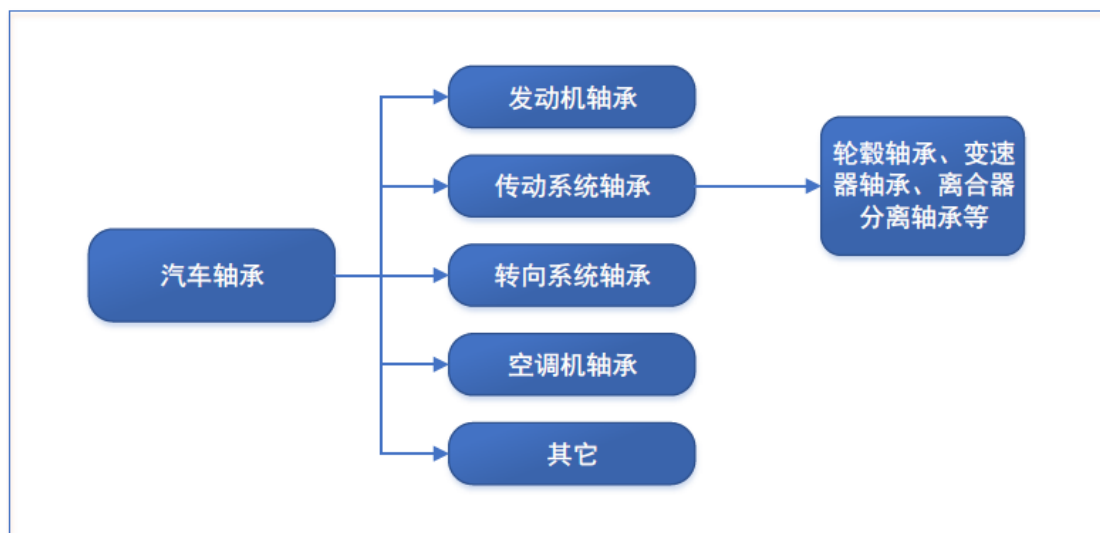 发动机轴承
传动系统轴承
轮毂轴承、变速
器轴承、离合器
分离轴承等
汽车轴承
转向系统轴承
空调机轴承
其它